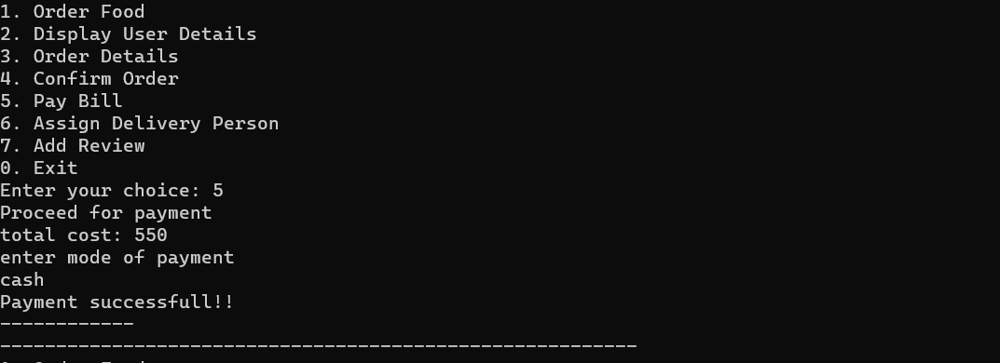 1. Order Food
2. Display User Details
3. Order Details
4. Confirm Order
5. Pay Bill
6. Assign Delivery Person
7. Add Review
0. Exit
Enter your choice: 5
Proceed for payment
total cost: 550
enter mode of payment
cash
Payment successfull!!
------------
---------------------------------------------------------